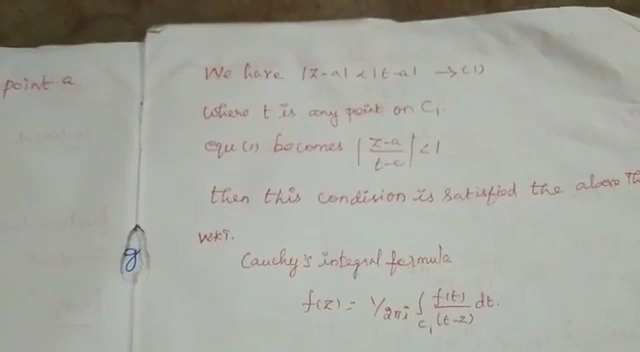 point a
We have |z-a| < |t-a| → (1)
where t is any point on C₁
equ (1) becomes |z-a/t-a| < 1
then this condision is satisfied the above
WKT.
Cauchy's integral formula
f(z) = 1/2πi ∫C₁ f(t)/(t-z) dt.